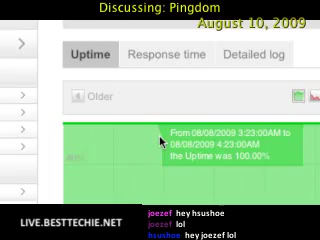 Discussing: Pingdom
August 10, 2009
Uptime Response time Detailed log
Older
From 08/08/2009 3:23:00AM to
08/08/2009 4:23:00AM
the Uptime was 100.00%
LIVE.BESTTECHIE.NET
joezef hey hsushoe
joezef lol
hsushoe hey joezef lol